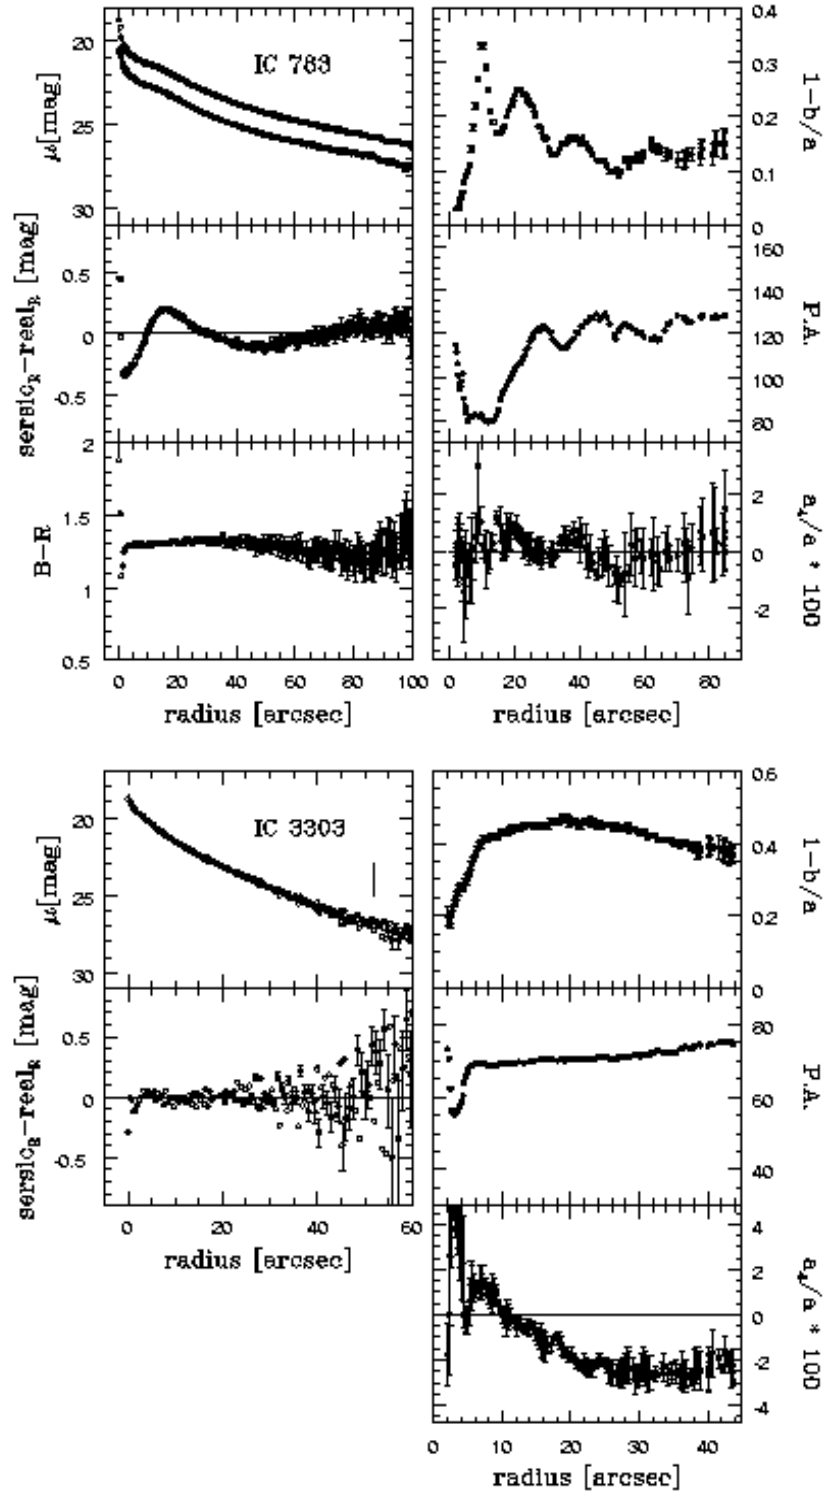 IC 783
μ[mag]
20
25
30
0.4
0.3
0.2
0.1
0
1-b/a
sersic_R-real_R [mag]
0.5
0
-0.5
160
140
120
100
80
P.A.
B-R
2
1.5
1
0.5
2
0
-2
a_4/a * 100
0 20 40 60 80 100
0 20 40 60 80
radius [arcsec]
radius [arcsec]
IC 3303
μ[mag]
20
25
30
0.6
0.4
0.2
0
1-b/a
sersic_R-real_R [mag]
0.5
0
-0.5
80
60
40
P.A.
0 20 40 60
radius [arcsec]
4
2
0
-2
-4
a_4/a * 100
0 10 20 30 40
radius [arcsec]